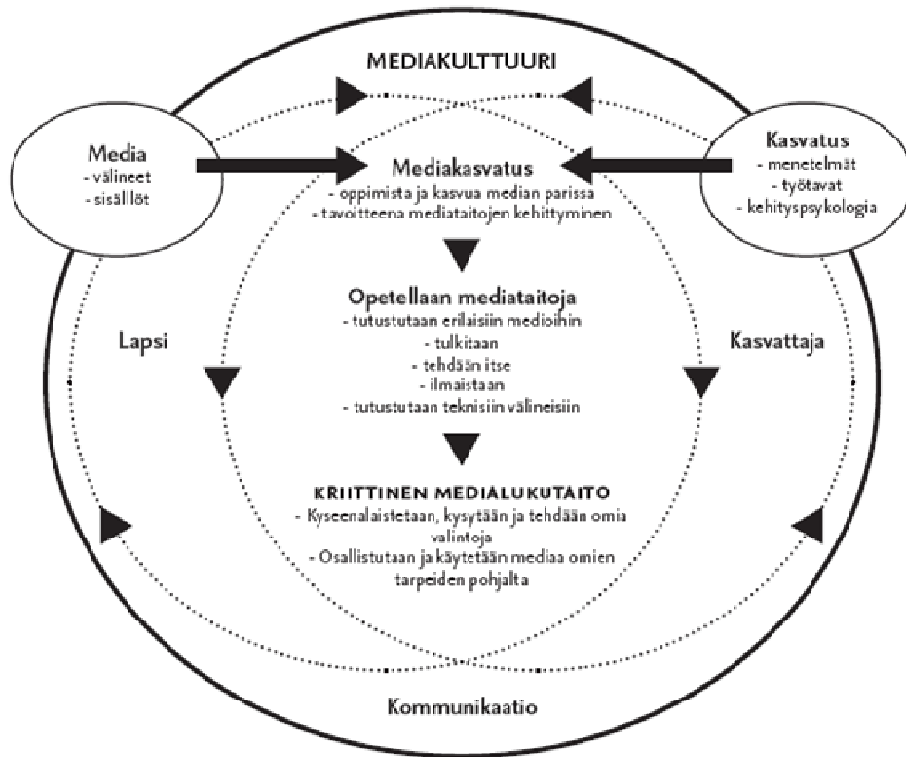 MEDIAKULTTUURI
Media
- välineet
- sisällöt
Kasvatus
- menetelmät
- työtavat
- kehityspsykologia
Mediakasvatus
- oppimista ja kasvua median parissa
- tavoitteena mediataitojen kehittyminen
Opetellaan mediataitoja
- tutustutaan erilaisiin medioihin
- tulkitaan
- tehdään itse
- ilmaistaan
- tutustutaan teknisiin välineisiin
Lapsi
Kasvattaja
KRIITTINEN MEDIALUKUTAITO
- Kyseenalaistetaan, kysytään ja tehdään omia
valintoja
- Osallistutaan ja käytetään mediaa omien
tarpeiden pohjalta
Kommunikaatio